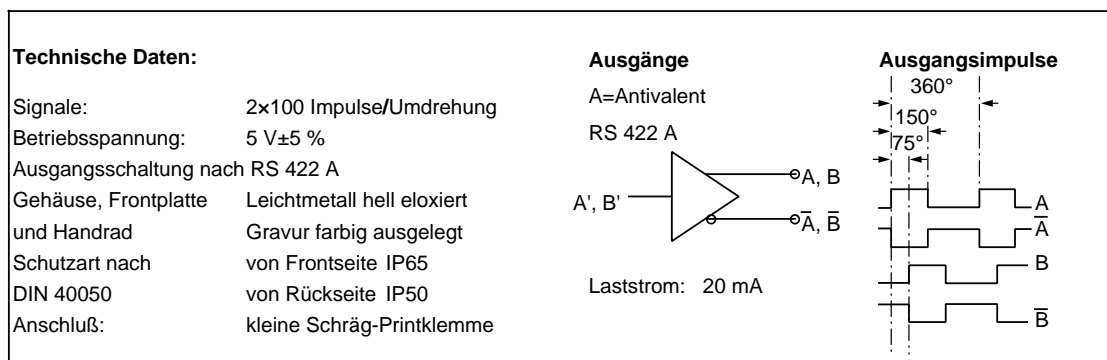 Technische Daten:
Signale: 2×100 Impulse/Umdrehung
Betriebsspannung: 5 V±5 %
Ausgangsschaltung nach RS 422 A
Gehäuse, Frontplatte Leichtmetall hell eloxiert
und Handrad Gravur farbig ausgelegt
Schutzart nach von Frontseite IP65
DIN 40050 von Rückseite IP50
Anschluß: kleine Schräg-Printklemme
Ausgänge
A=Antivalent
RS 422 A
A', B'
A, B
A̅, B̅
Laststrom: 20 mA
Ausgangsimpulse
360°
150°
75°
A
A̅
B
B̅